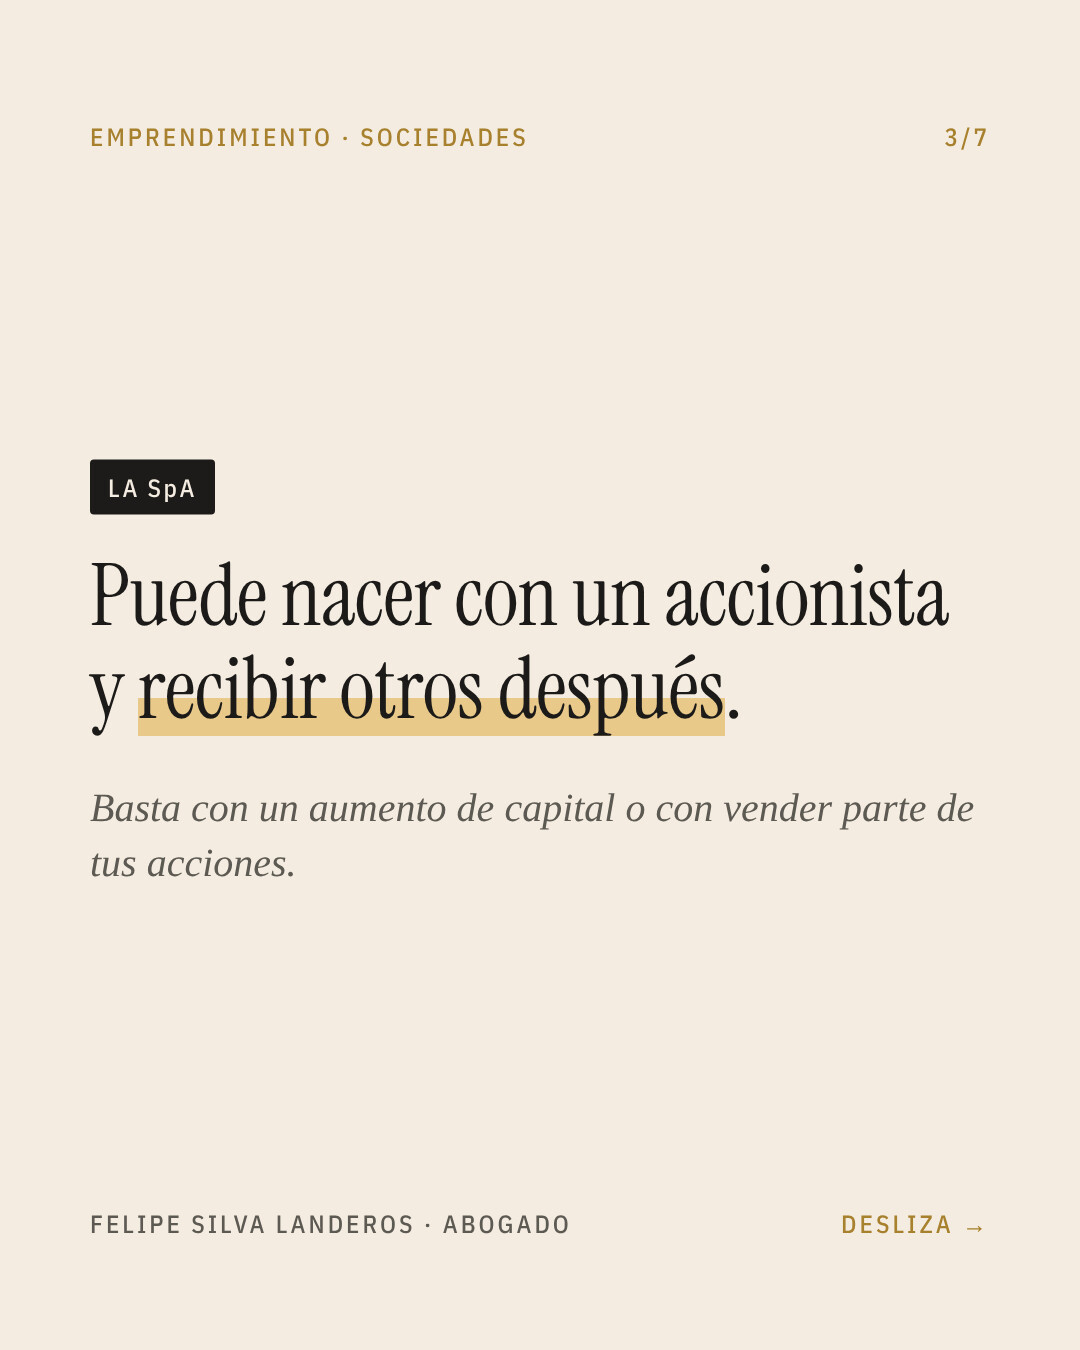 EMPRENDIMIENTO · SOCIEDADES
3/7
LA SpA
Puede nacer con un accionista
y recibir otros después.
Basta con un aumento de capital o con vender parte de
tus acciones.
FELIPE SILVA LANDEROS · ABOGADO
DESLIZA →